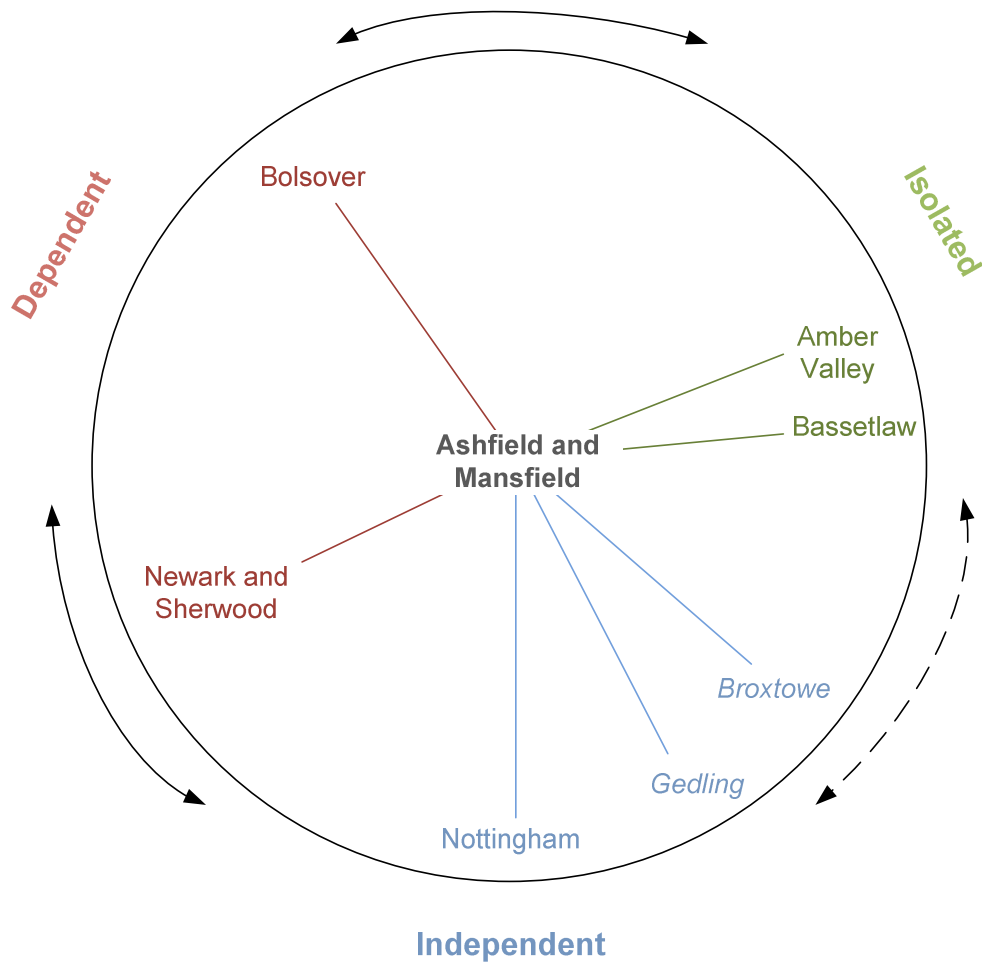 Bolsover
Dependent
Isolated
Amber
Valley
Bassetlaw
Ashfield and
Mansfield
Newark and
Sherwood
Broxtowe
Gedling
Nottingham
Independent